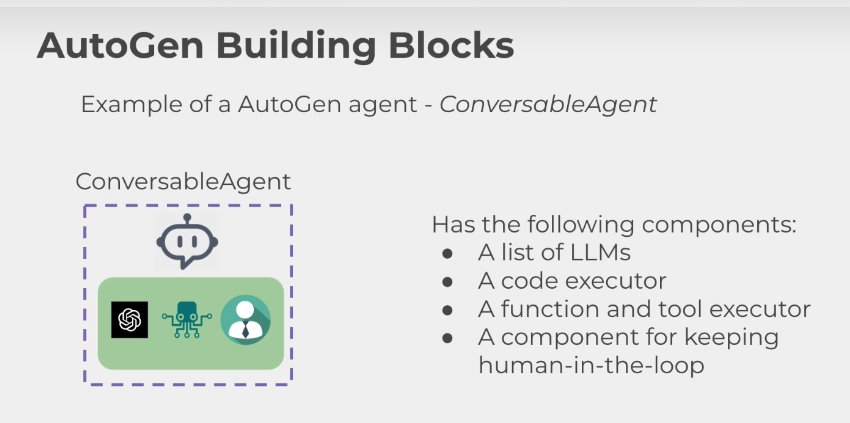 AutoGen Building Blocks
Example of a AutoGen agent - ConversableAgent
ConversableAgent
Has the following components:
● A list of LLMs
● A code executor
● A function and tool executor
● A component for keeping
human-in-the-loop